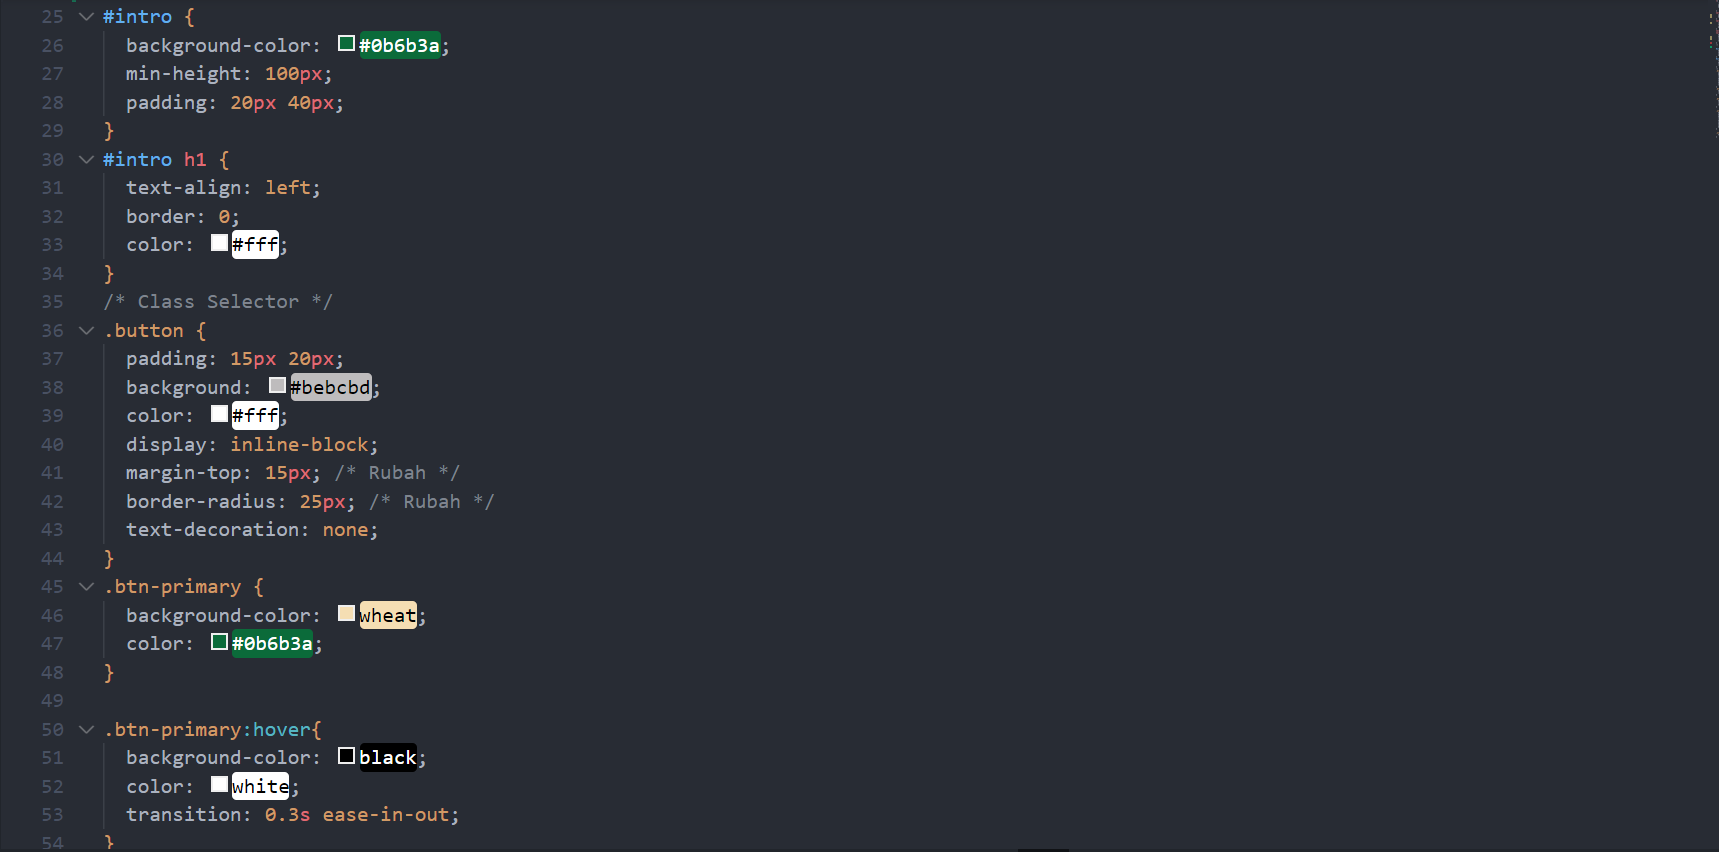 25 #intro {
26 background-color: #0b6b3a;
27 min-height: 100px;
28 padding: 20px 40px;
29 }
30 #intro h1 {
31 text-align: left;
32 border: 0;
33 color: #fff;
34 }
35 /* Class Selector */
36 .button {
37 padding: 15px 20px;
38 background: #bebcbd;
39 color: #fff;
40 display: inline-block;
41 margin-top: 15px; /* Rubah */
42 border-radius: 25px; /* Rubah */
43 text-decoration: none;
44 }
45 .btn-primary {
46 background-color: wheat;
47 color: #0b6b3a;
48 }
49
50 .btn-primary:hover{
51 background-color: black;
52 color: white;
53 transition: 0.3s ease-in-out;
54 }